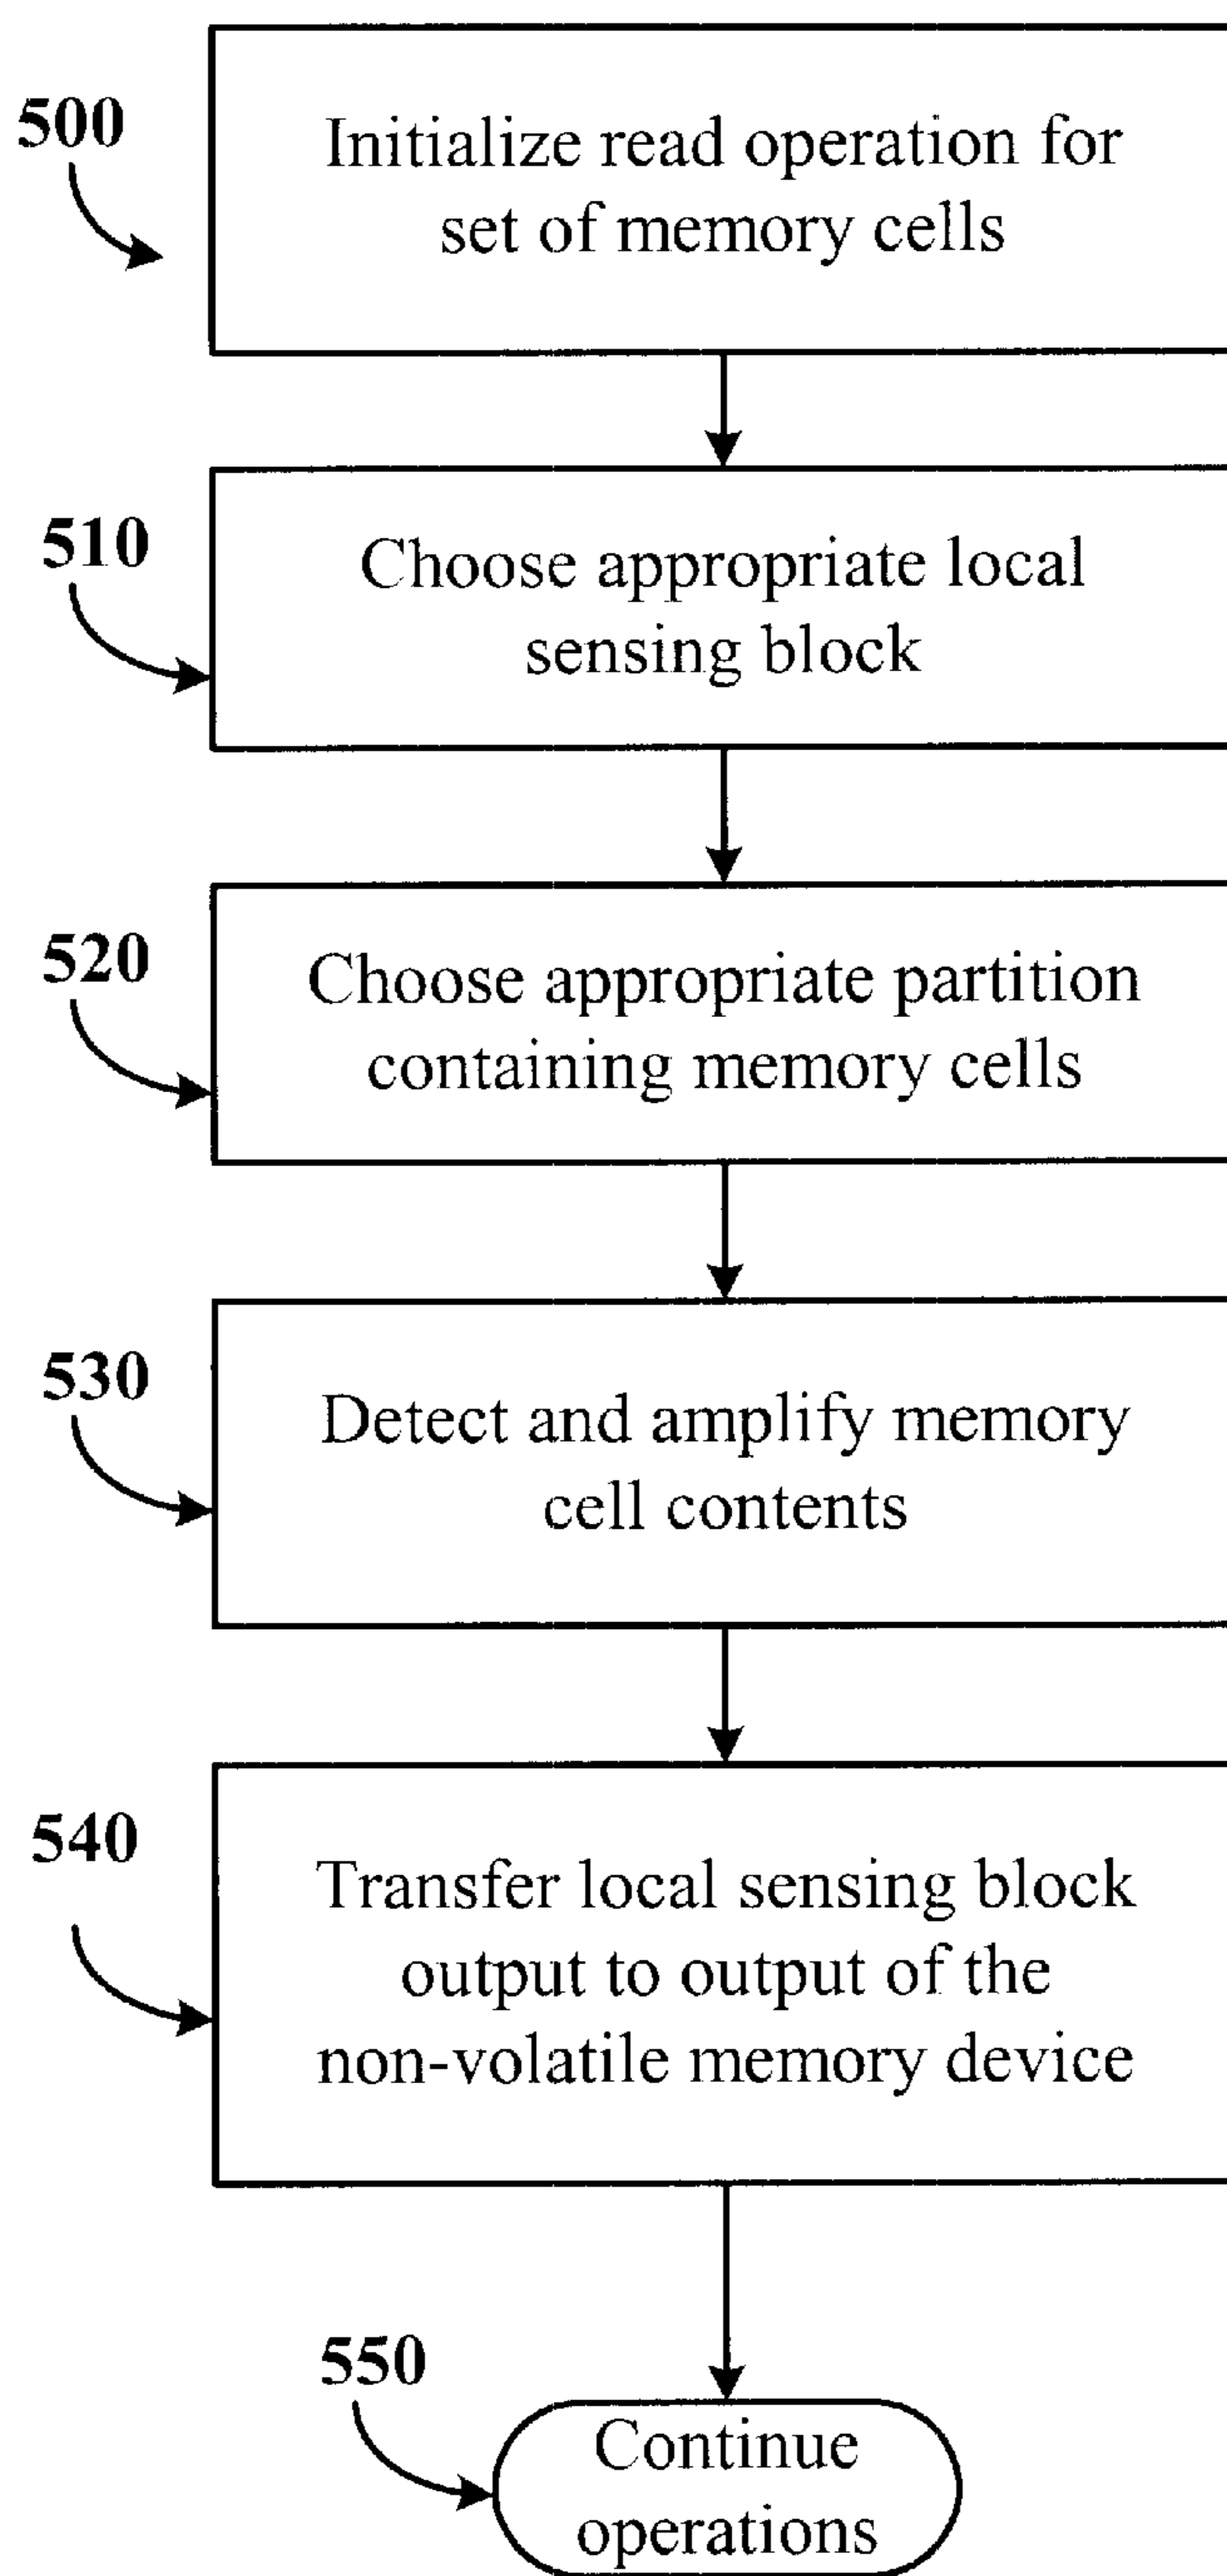 500
Initialize read operation for
set of memory cells
510
Choose appropriate local
sensing block
520
Choose appropriate partition
containing memory cells
530
Detect and amplify memory
cell contents
540
Transfer local sensing block
output to output of the
non-volatile memory device
550
Continue
operations